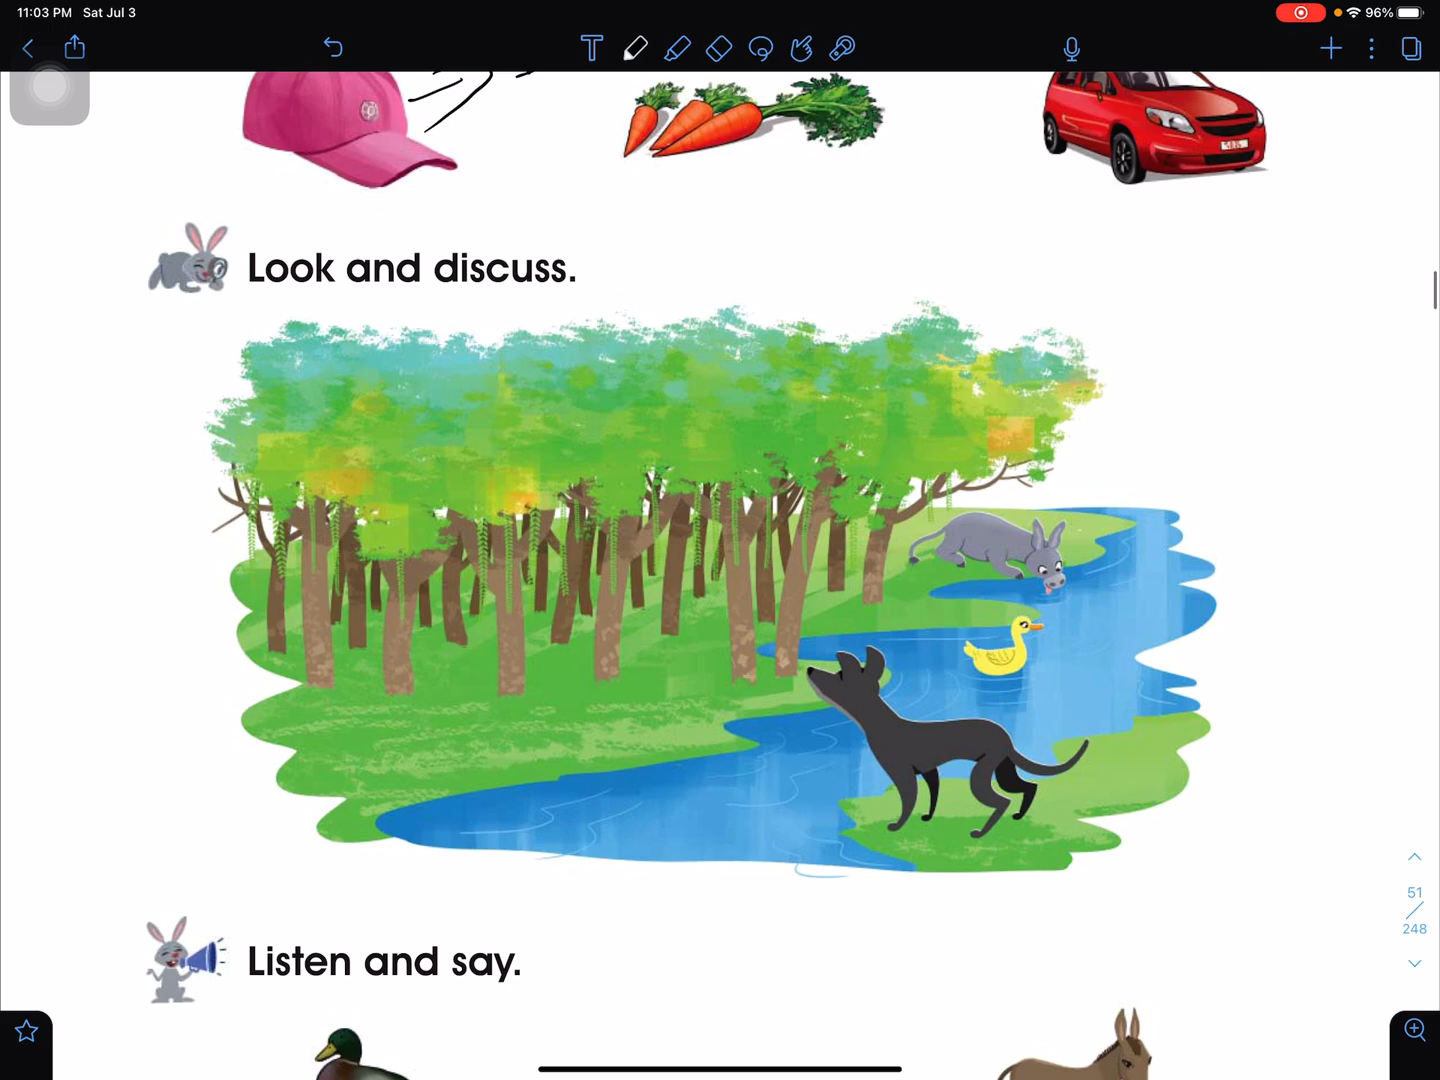 11:03 PM Sat Jul 3
96%
Look and discuss.
51
248
Listen and say.